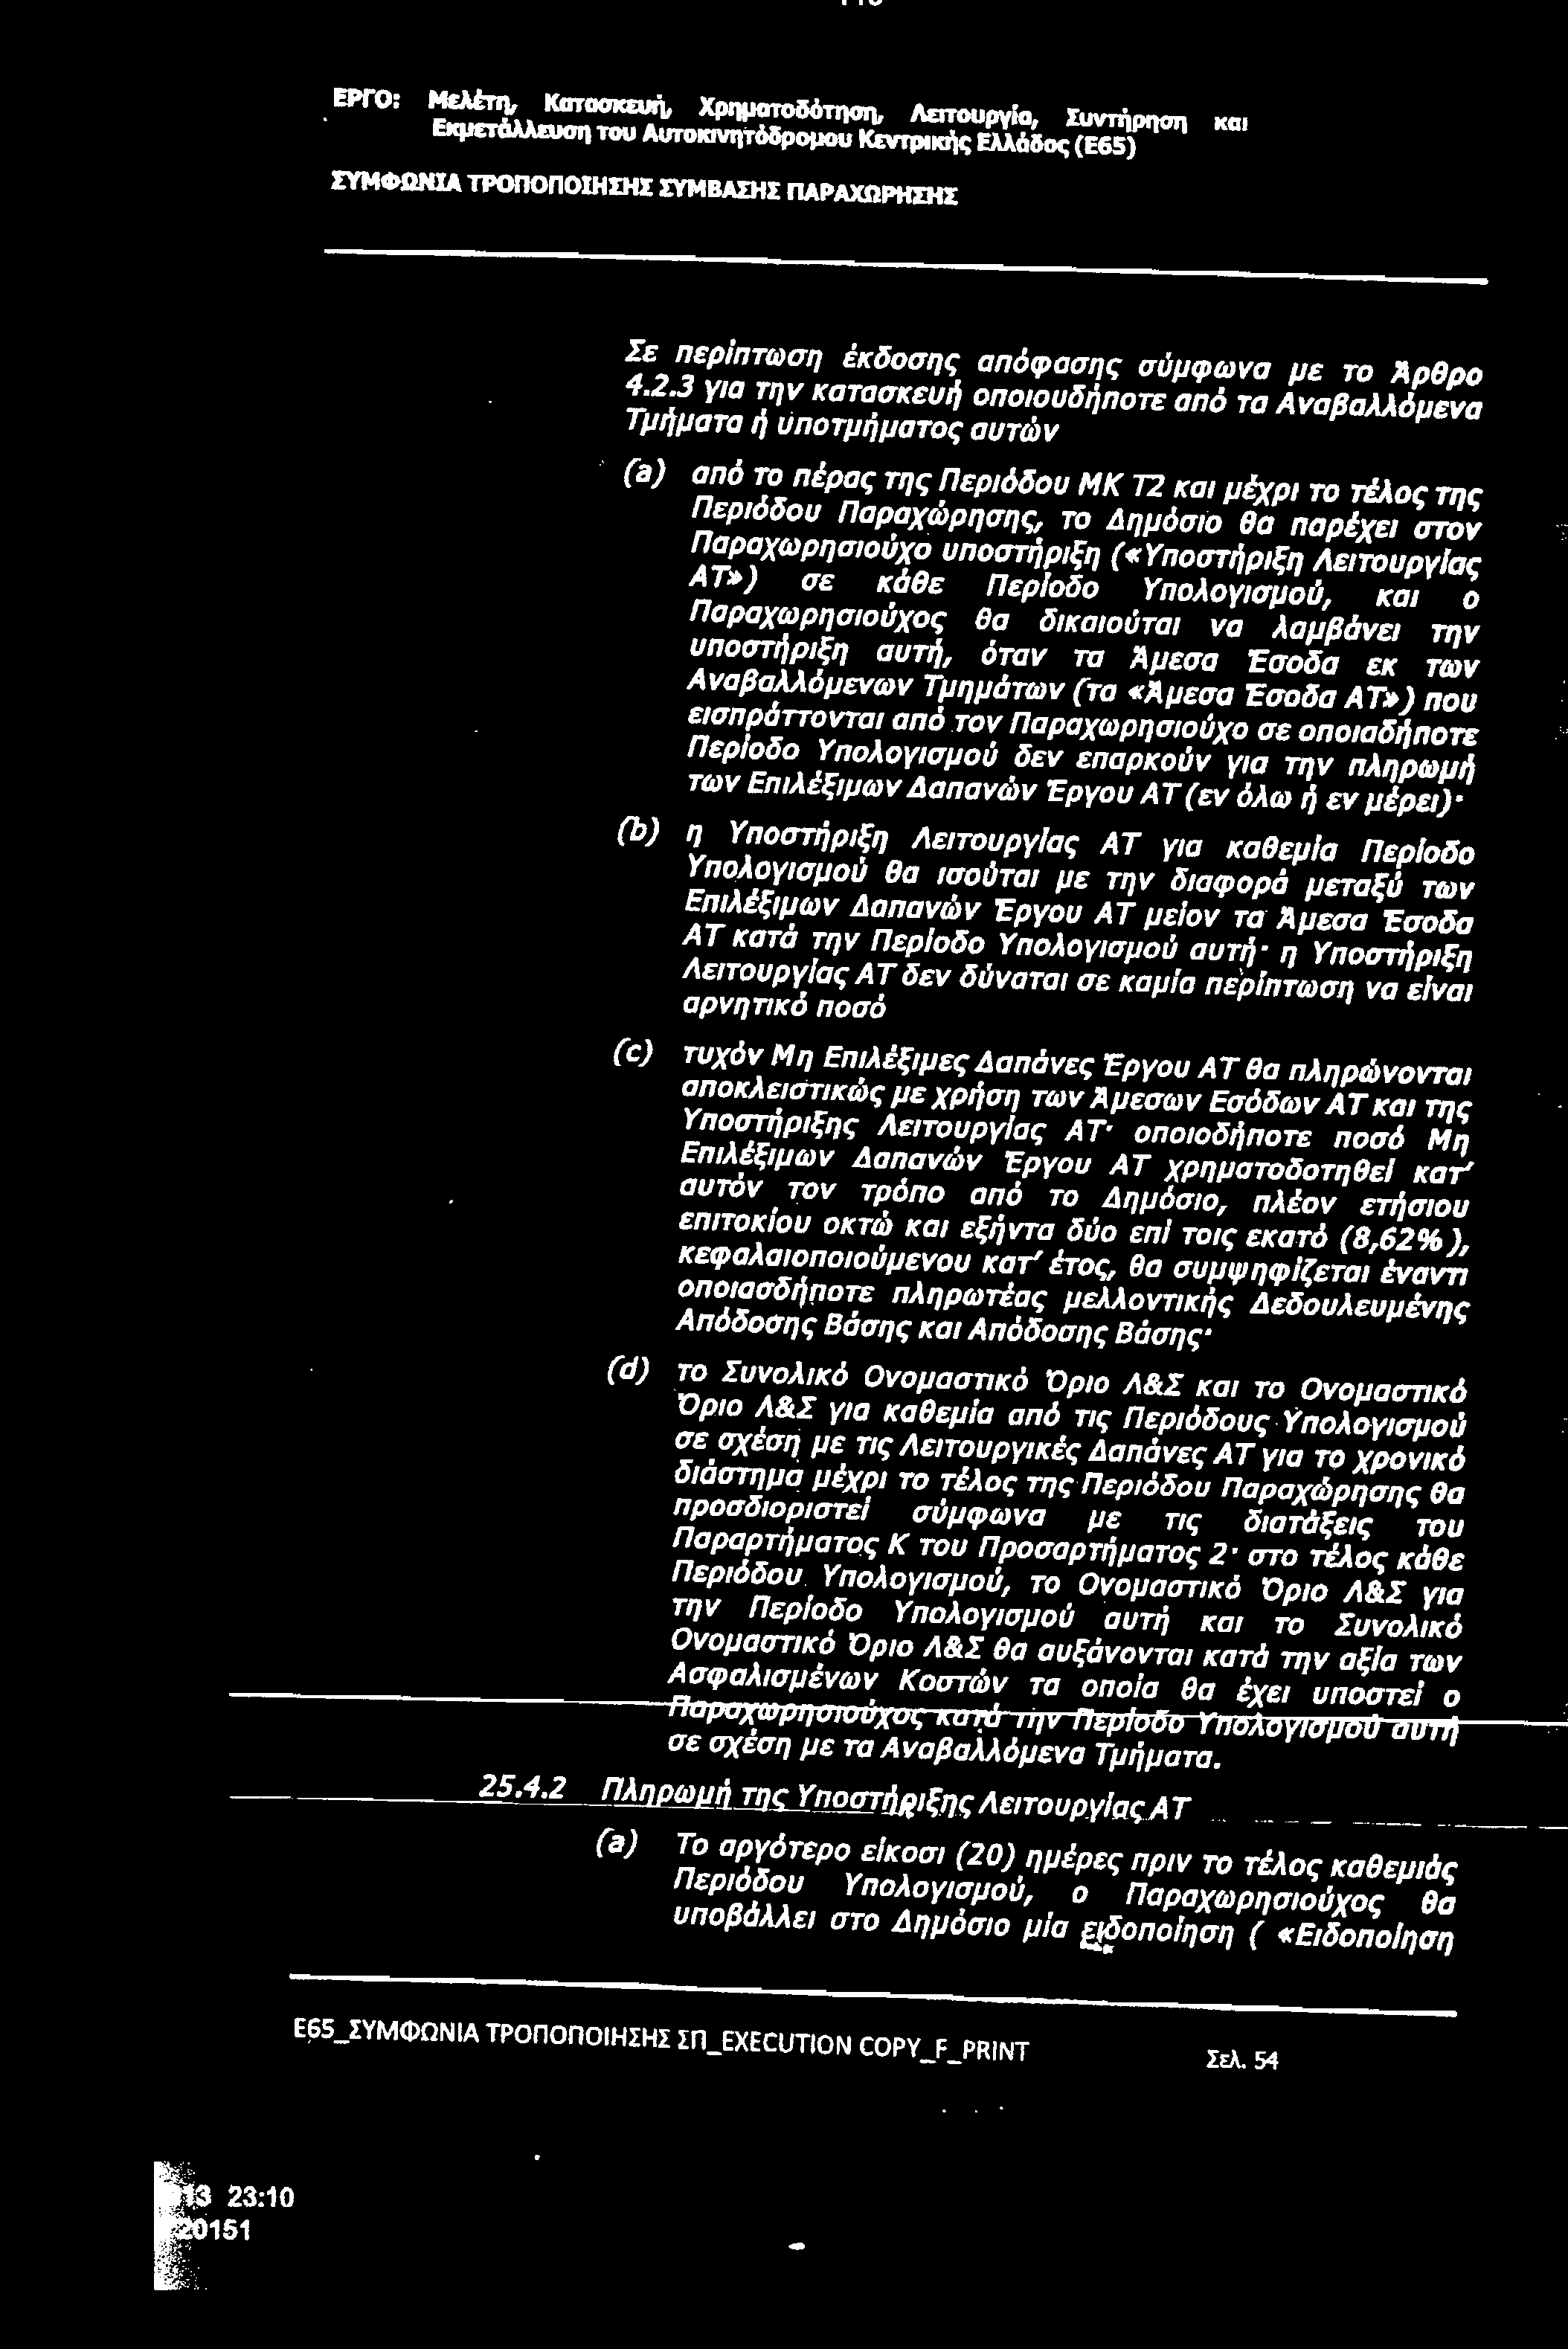 ΕΡΓΟ: Μελέτη, Κατασκευή, Χρηματοδότηση, Λειτουργία, Συντήρηση και
Εκμετάλλευση του Αυτοκινητόδρομου Κεντρικής Ελλάδος (Ε65)
ΣΥΜΦΩΝΙΑ ΤΡΟΠΟΠΟΙΗΣΗΣ ΣΥΜΒΑΣΗΣ ΠΑΡΑΧΩΡΗΣΗΣ
Σε περίπτωση έκδοσης απόφασης σύμφωνα με το Άρθρο
4.2.3 για την κατασκευή οποιουδήποτε από τα Αναβαλλόμενα
Τμήματα ή υποτμήματος αυτών
(a) από το πέρας της Περιόδου ΜΚ Τ2 και μέχρι το τέλος της
Περιόδου Παραχώρησης, το Δημόσιο θα παρέχει στον
Παραχωρησιούχο υποστήριξη («Υποστήριξη Λειτουργίας
ΑΤ») σε κάθε Περίοδο Υπολογισμού, και ο
Παραχωρησιούχος θα δικαιούται να λαμβάνει την
υποστήριξη αυτή, όταν τα Άμεσα Έσοδα εκ των
Αναβαλλόμενων Τμημάτων (τα «Άμεσα Έσοδα ΑΤ») που
εισπράττονται από τον Παραχωρησιούχο σε οποιαδήποτε
Περίοδο Υπολογισμού δεν επαρκούν για την πληρωμή
των Επιλέξιμων Δαπανών Έργου ΑΤ (εν όλω ή εν μέρει)·
(b) η Υποστήριξη Λειτουργίας ΑΤ για καθεμία Περίοδο
Υπολογισμού θα ισούται με την διαφορά μεταξύ των
Επιλέξιμων Δαπανών Έργου ΑΤ μείον τα Άμεσα Έσοδα
ΑΤ κατά την Περίοδο Υπολογισμού αυτή· η Υποστήριξη
Λειτουργίας ΑΤ δεν δύναται σε καμία περίπτωση να είναι
αρνητικό ποσό
(c) τυχόν Μη Επιλέξιμες Δαπάνες Έργου ΑΤ θα πληρώνονται
αποκλειστικώς με χρήση των Άμεσων Εσόδων ΑΤ και της
Υποστήριξης Λειτουργίας ΑΤ· οποιοδήποτε ποσό Μη
Επιλέξιμων Δαπανών Έργου ΑΤ χρηματοδοτηθεί κατ'
αυτόν τον τρόπο από το Δημόσιο, πλέον ετήσιου
επιτοκίου οκτώ και εξήντα δύο επί τοις εκατό (8,62%),
κεφαλαιοποιούμενου κατ' έτος, θα συμψηφίζεται έναντι
οποιασδήποτε πληρωτέας μελλοντικής Δεδουλευμένης
Απόδοσης Βάσης και Απόδοσης Βάσης·
(d) το Συνολικό Ονομαστικό Όριο Λ&Σ και το Ονομαστικό
Όριο Λ&Σ για καθεμία από τις Περιόδους Υπολογισμού
σε σχέση με τις Λειτουργικές Δαπάνες ΑΤ για το χρονικό
διάστημα μέχρι το τέλος της Περιόδου Παραχώρησης θα
προσδιοριστεί σύμφωνα με τις διατάξεις του
Παραρτήματος Κ του Προσαρτήματος 2· στο τέλος κάθε
Περιόδου Υπολογισμού, το Ονομαστικό Όριο Λ&Σ για
την Περίοδο Υπολογισμού αυτή και το Συνολικό
Ονομαστικό Όριο Λ&Σ θα αυξάνονται κατά την αξία των
Ασφαλισμένων Κοστών τα οποία θα έχει υποστεί ο
Παραχωρησιούχος κατά την Περίοδο Υπολογισμού αυτή
σε σχέση με τα Αναβαλλόμενα Τμήματα.
25.4.2 Πληρωμή της Υποστήριξης Λειτουργίας ΑΤ
(a) Το αργότερο είκοσι (20) ημέρες πριν το τέλος καθεμιάς
Περιόδου Υπολογισμού, ο Παραχωρησιούχος θα
υποβάλλει στο Δημόσιο μία ειδοποίηση ( «Ειδοποίηση
Ε65_ΣΥΜΦΩΝΙΑ ΤΡΟΠΟΠΟΙΗΣΗΣ ΣΠ_EXECUTION COPY_F_PRINT Σελ. 54
13 23:10
20151